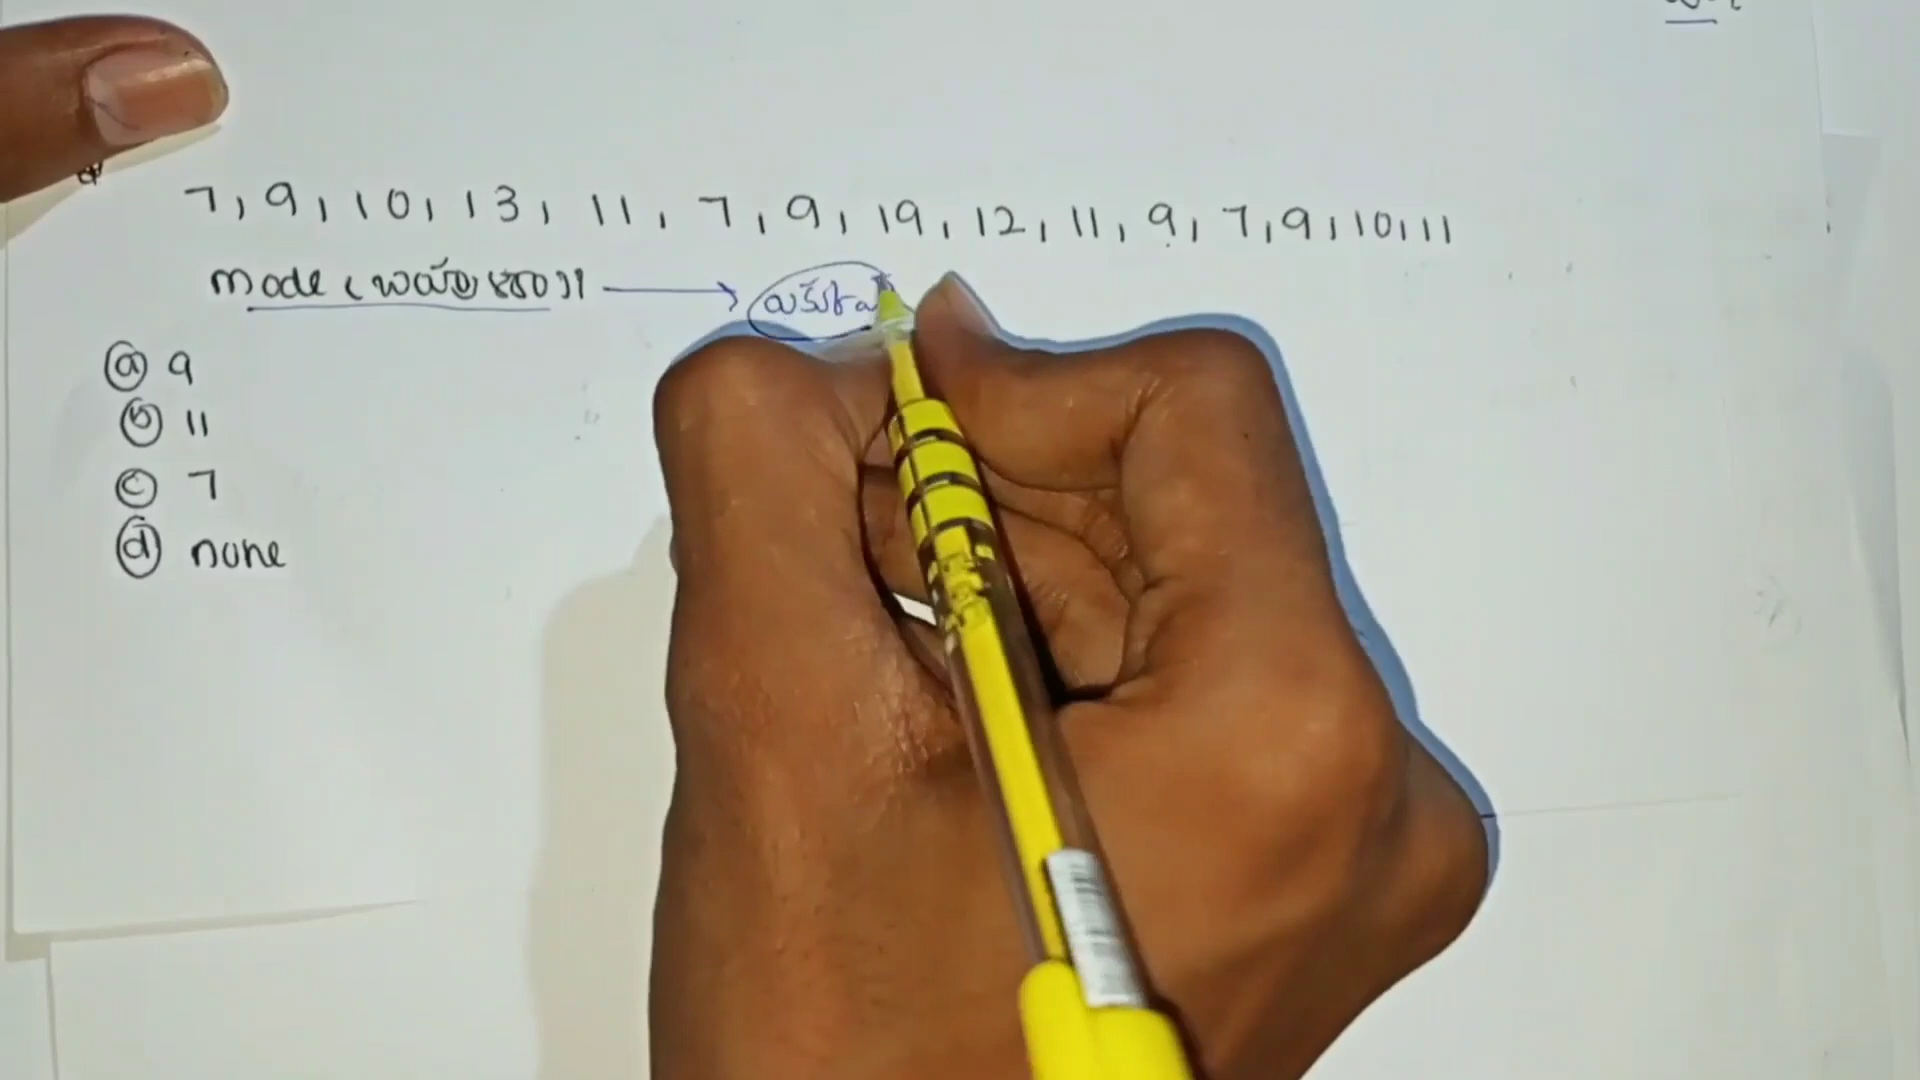 7, 9, 10, 13, 11, 7, 9, 19, 12, 11, 9, 7, 9, 10, 11
mode
ⓐ 9
ⓑ 11
ⓒ 7
ⓓ none